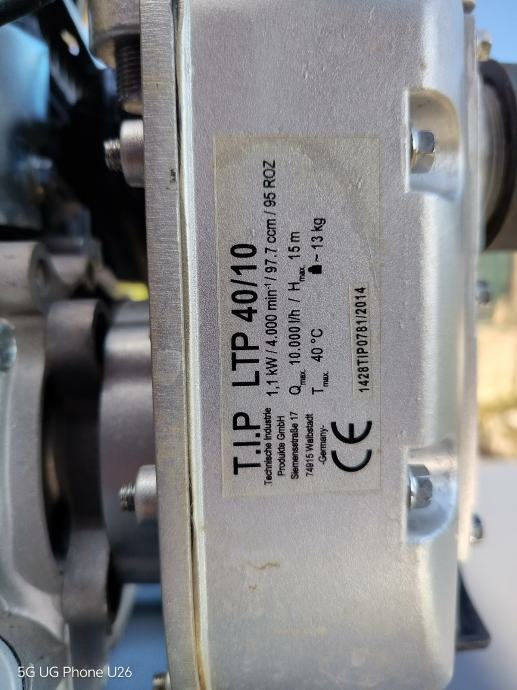 T.I.P LTP 40/10
Technische Industrie
Produkte GmbH
Siemensstraße 17
74915 Waibstadt
-Germany-
1,1 kW / 4.000 min⁻¹ / 97.7 ccm / 95 ROZ
Qmax. 10.000 l/h / Hmax. 15 m
Tmax. 40 °C ~ 13 kg
CE
1428TIP0781/2014
5G UG Phone U26